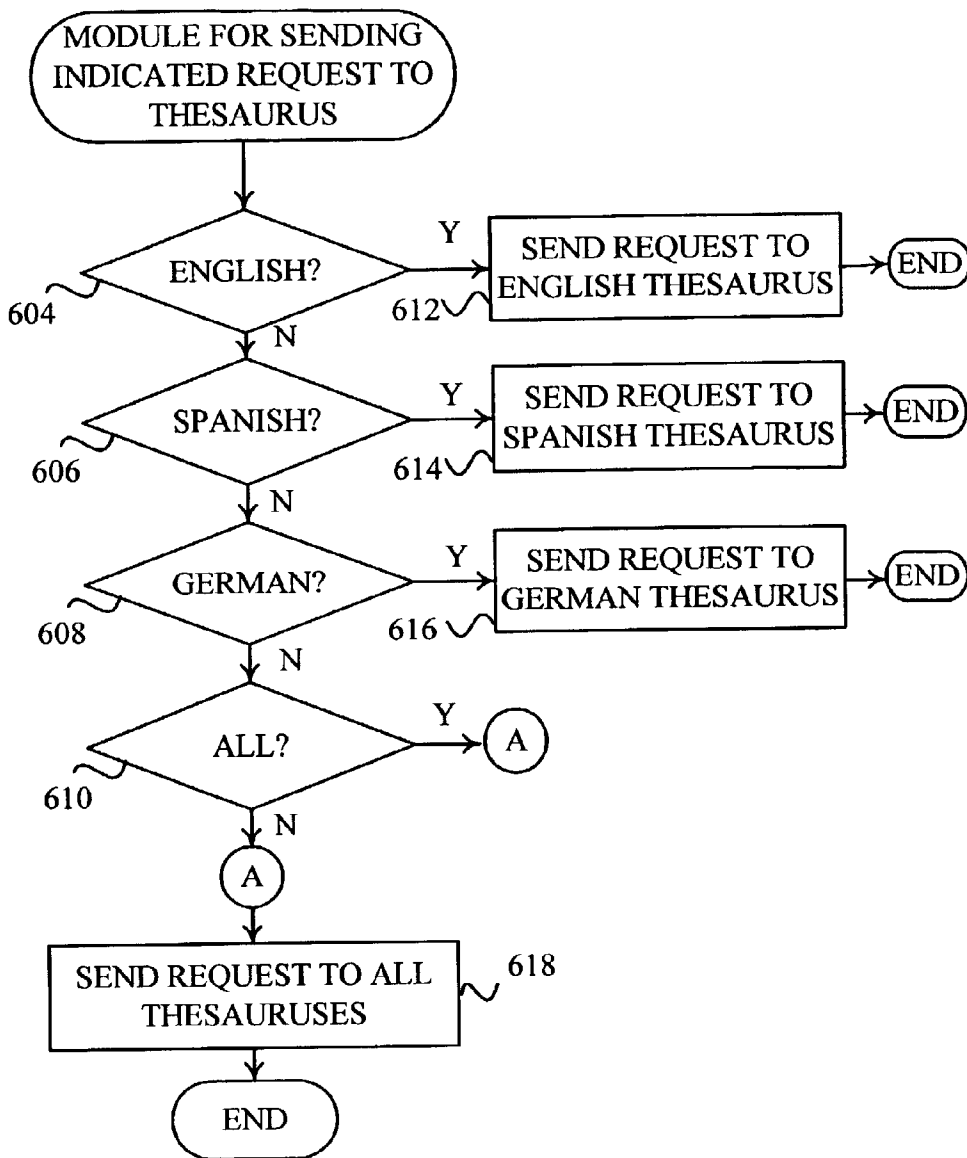 MODULE FOR SENDING
INDICATED REQUEST TO
THESAURUS
ENGLISH?
Y
SEND REQUEST TO
ENGLISH THESAURUS
END
604
612
N
SPANISH?
Y
SEND REQUEST TO
SPANISH THESAURUS
END
606
614
N
GERMAN?
Y
SEND REQUEST TO
GERMAN THESAURUS
END
608
616
N
ALL?
Y
A
610
N
A
SEND REQUEST TO ALL
THESAURUSES
618
END